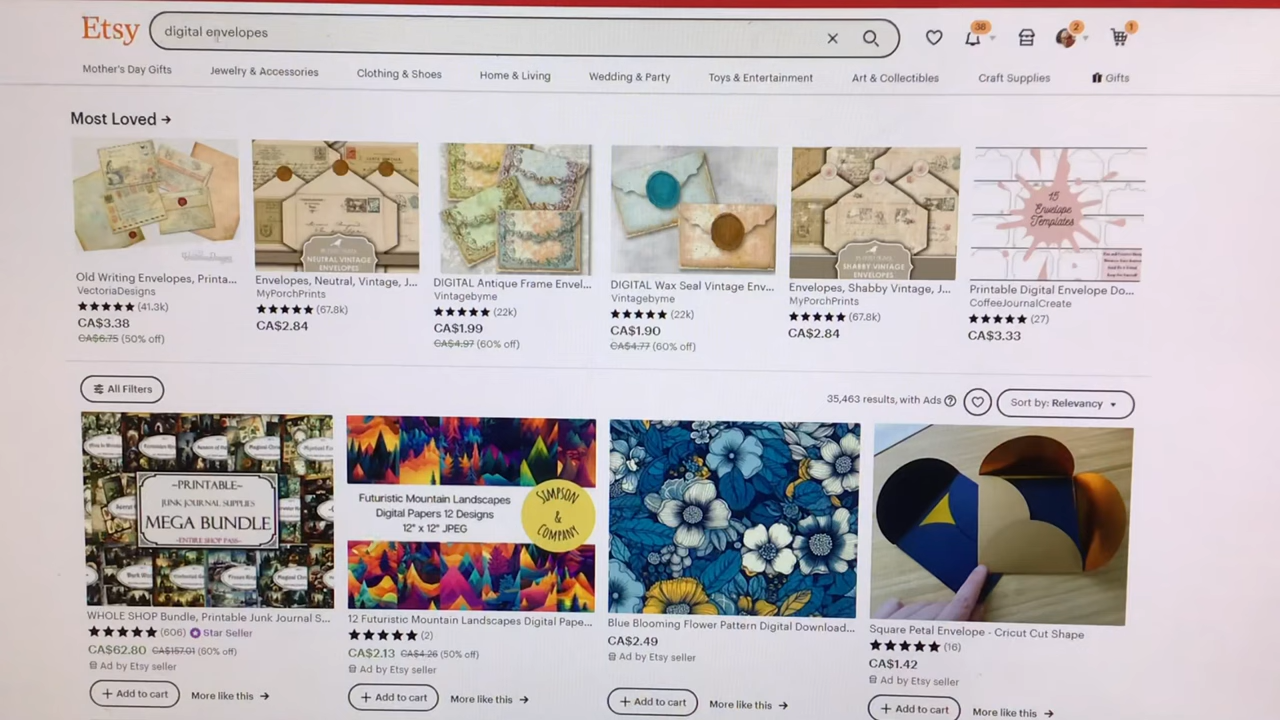 Etsy
digital envelopes
38
2
1
Mother's Day Gifts
Jewelry & Accessories
Clothing & Shoes
Home & Living
Wedding & Party
Toys & Entertainment
Art & Collectibles
Craft Supplies
Gifts
Most Loved →
NEUTRAL VINTAGE
ENVELOPES
SHABBY VINTAGE
ENVELOPES
15
Envelope
Templates
Old Writing Envelopes, Printa...
VectoriaDesigns
★★★★★ (41.3k)
CA$3.38
CA$6.75 (50% off)
Envelopes, Neutral, Vintage, J...
MyPorchPrints
★★★★★ (67.8k)
CA$2.84
DIGITAL Antique Frame Envel...
Vintagebyme
★★★★★ (22k)
CA$1.99
CA$4.97 (60% off)
DIGITAL Wax Seal Vintage Env...
Vintagebyme
★★★★★ (22k)
CA$1.90
CA$4.77 (60% off)
Envelopes, Shabby Vintage, J...
MyPorchPrints
★★★★★ (67.8k)
CA$2.84
Printable Digital Envelope Do...
CoffeeJournalCreate
★★★★★ (27)
CA$3.33
All Filters
35,463 results, with Ads
Sort by: Relevancy
~PRINTABLE~
JUNK JOURNAL SUPPLIES
MEGA BUNDLE
~ENTIRE SHOP PASS~
WHOLE SHOP Bundle, Printable Junk Journal S...
★★★★★ (606) Star Seller
CA$62.80 CA$157.01 (60% off)
Ad by Etsy seller
+ Add to cart
More like this →
Futuristic Mountain Landscapes
Digital Papers 12 Designs
12" x 12" JPEG
SIMPSON
&
COMPANY
12 Futuristic Mountain Landscapes Digital Pape...
★★★★★ (2)
CA$2.13 CA$4.26 (50% off)
Ad by Etsy seller
+ Add to cart
More like this →
Blue Blooming Flower Pattern Digital Download...
CA$2.49
Ad by Etsy seller
+ Add to cart
More like this →
Square Petal Envelope - Cricut Cut Shape
★★★★★ (16)
CA$1.42
Ad by Etsy seller
+ Add to cart
More like this →